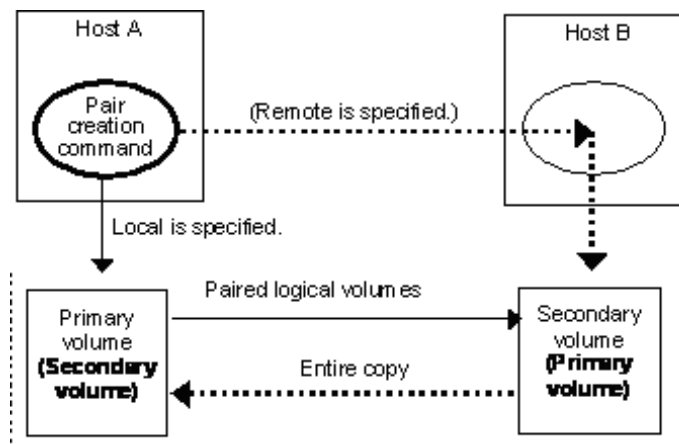 Host A
Host B
Pair
creation
command
(Remote is specified.)
Local is specified.
Primary
volume
(Secondary
volume)
Paired logical volumes
Entire copy
Secondary
volume
(Primary
volume)